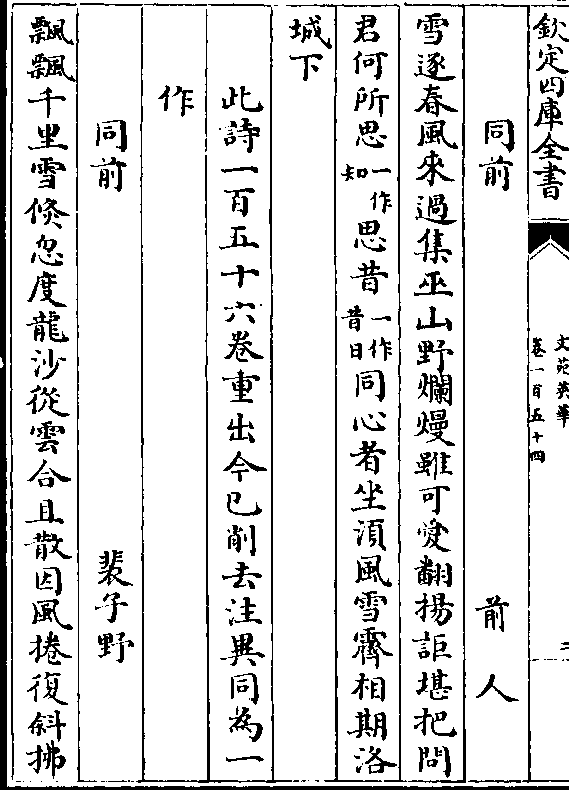 欽定四庫全書
文苑英華
卷一百五十四
三
同前 前人
雪逐春風來過集巫山野爛熳雖可愛翻揚詎堪把問
君何所思一作知思昔一作昔日同心者坐須風雪霽相期洛
城下
此詩一百五十六卷重出今已削去注異同為一
作
同前 裴子野
飄飄千里雪倐忽度龍沙從雲合且散因風捲復斜拂